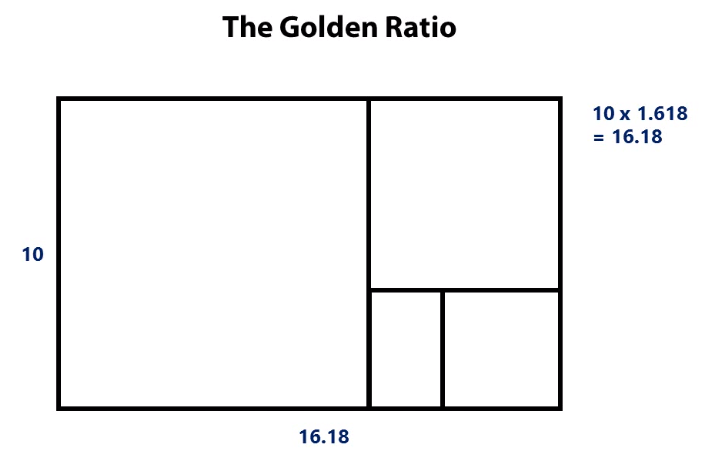 The Golden Ratio
10 x 1.618
= 16.18
10
16.18